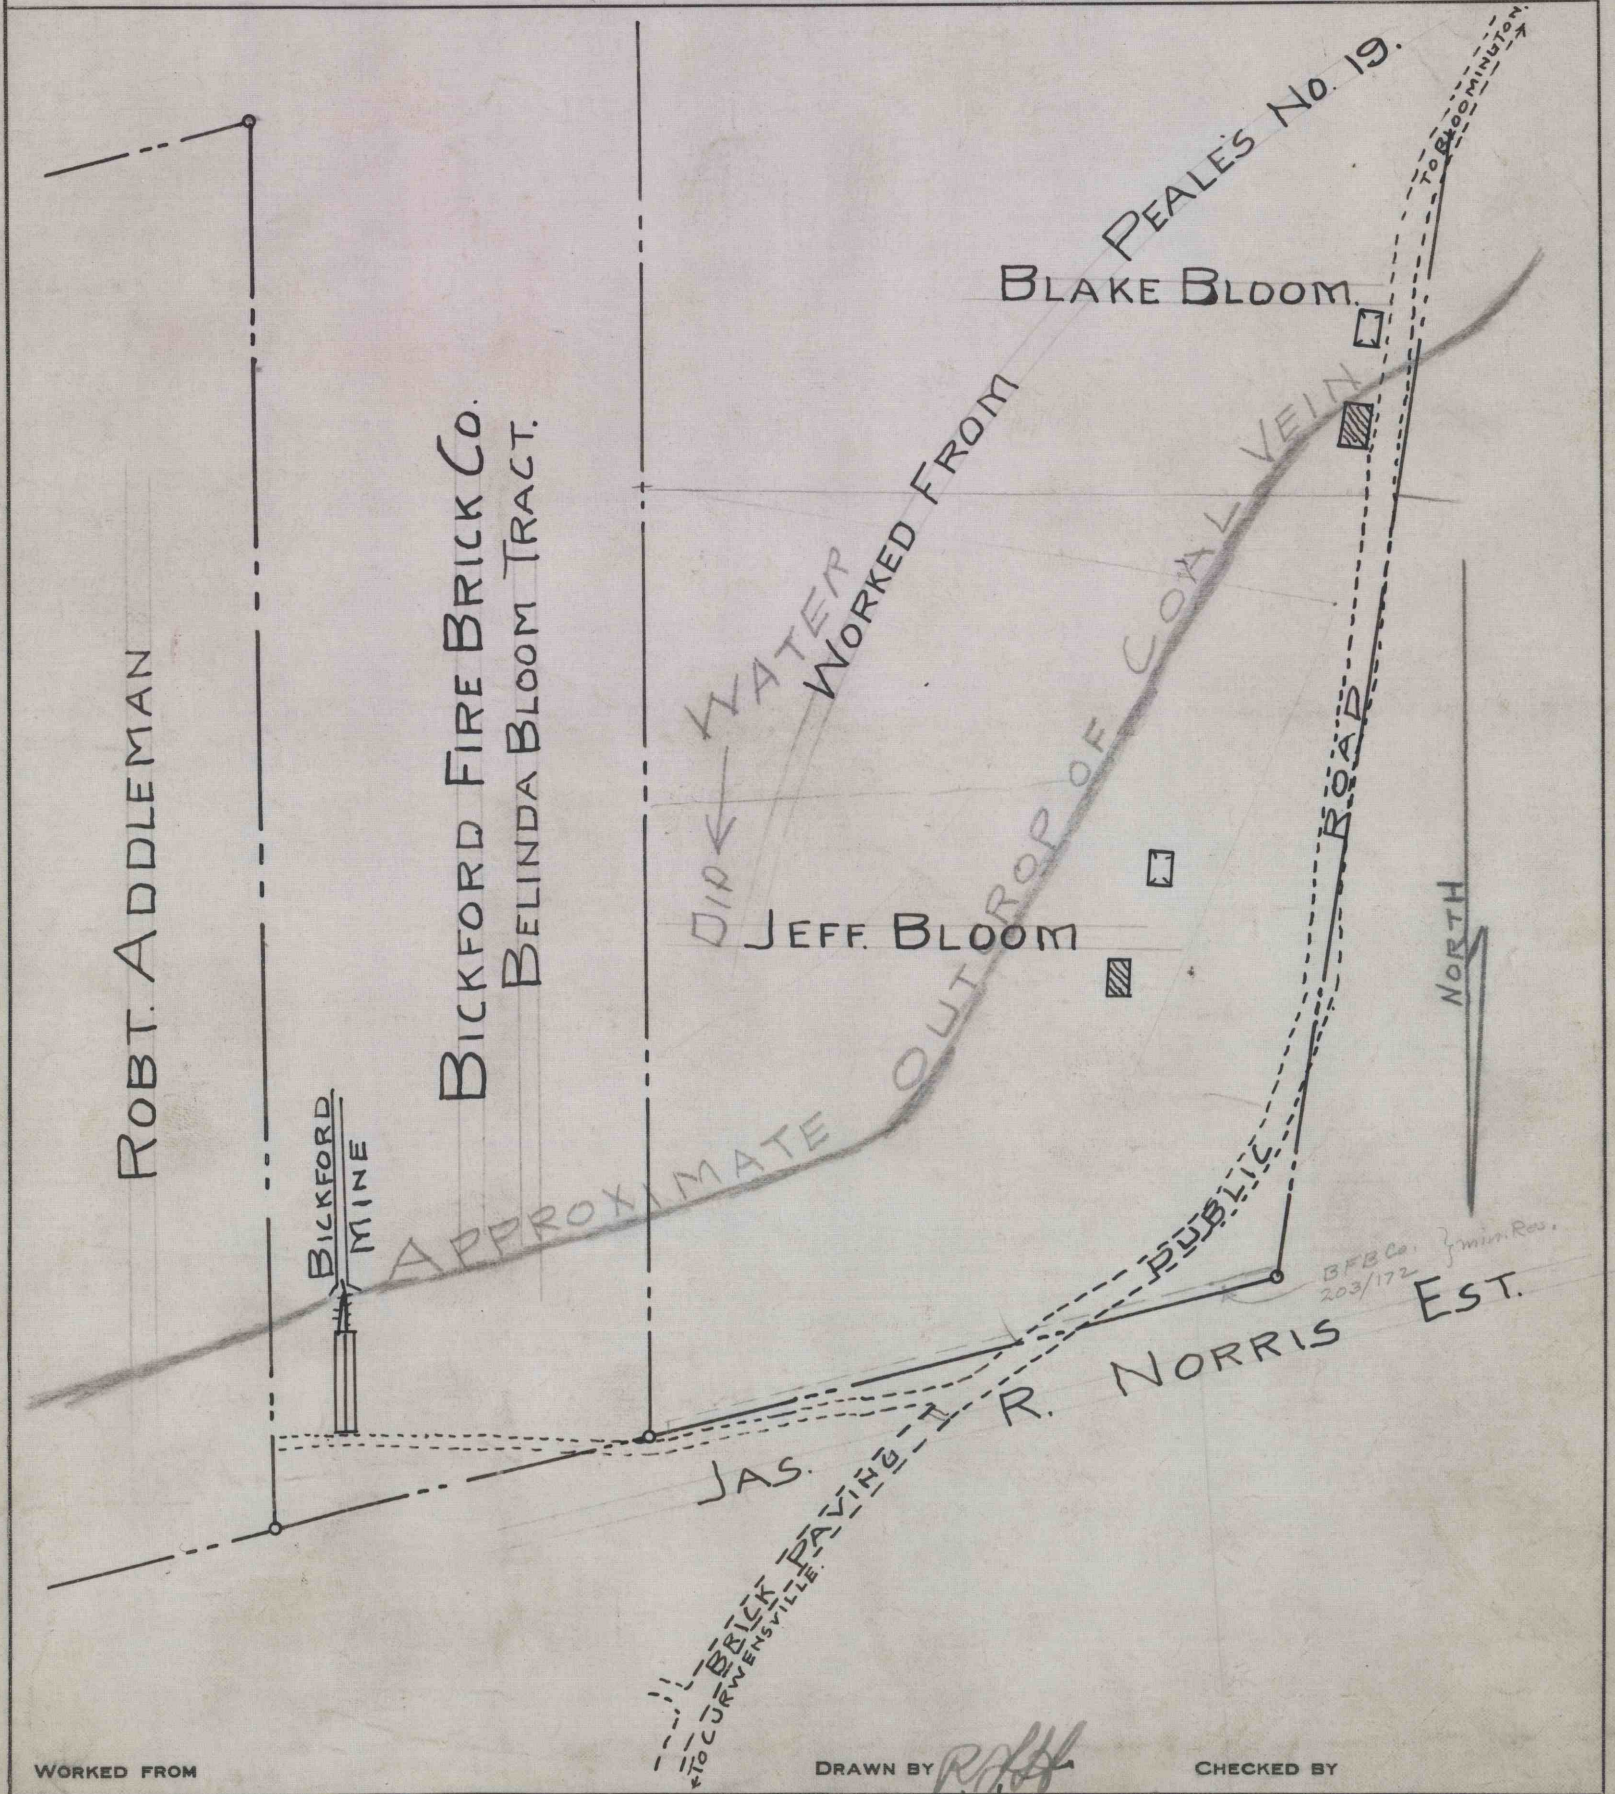 TO BLOOMINGTON.
WORKED FROM PEALE'S NO. 19.
BLAKE BLOOM.
ROBT. ADDLEMAN
BICKFORD FIRE BRICK CO.
BELINDA BLOOM TRACT.
WATER
DIP
JEFF. BLOOM
APPROXIMATE OUTCROP OF COAL VEIN
PUBLIC ROAD
NORTH
BICKFORD
MINE
BFB Co. } min. Res.
203/172
JAS. R. NORRIS EST.
BRICK PAVING
TO CURWENSVILLE.
WORKED FROM
DRAWN BY
CHECKED BY